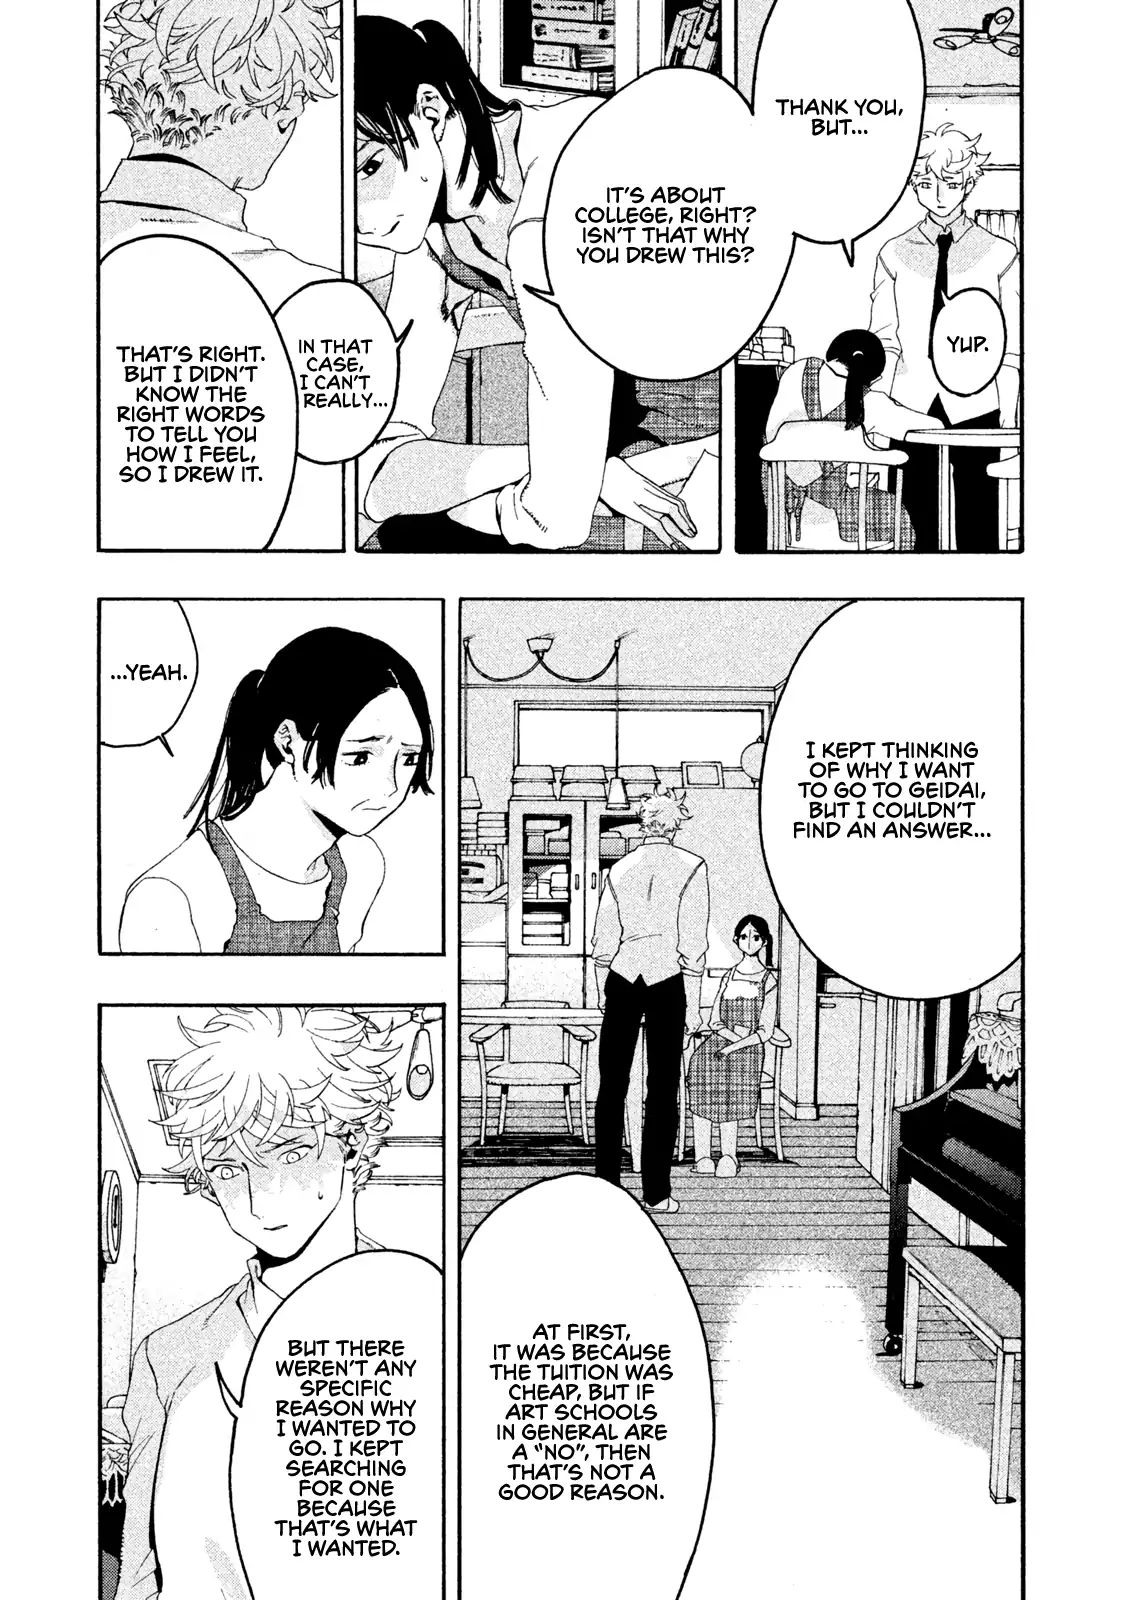 THANK YOU,
BUT...
IT'S ABOUT
COLLEGE, RIGHT?
ISN'T THAT WHY
YOU DREW THIS?
YUP.
IN THAT
CASE,
I CAN'T
REALLY...
THAT'S RIGHT.
BUT I DIDN'T
KNOW THE
RIGHT WORDS
TO TELL YOU
HOW I FEEL,
SO I DREW IT.
I KEPT THINKING
OF WHY I WANT
TO GO TO GEIDAI,
BUT I COULDN'T
FIND AN ANSWER...
AT FIRST,
IT WAS BECAUSE
THE TUITION WAS
CHEAP, BUT IF
ART SCHOOLS
IN GENERAL ARE
A "NO", THEN
THAT'S NOT A
GOOD REASON.
...YEAH.
BUT THERE
WEREN'T ANY
SPECIFIC
REASON WHY
I WANTED TO
GO. I KEPT
SEARCHING
FOR ONE
BECAUSE
THAT'S WHAT
I WANTED.